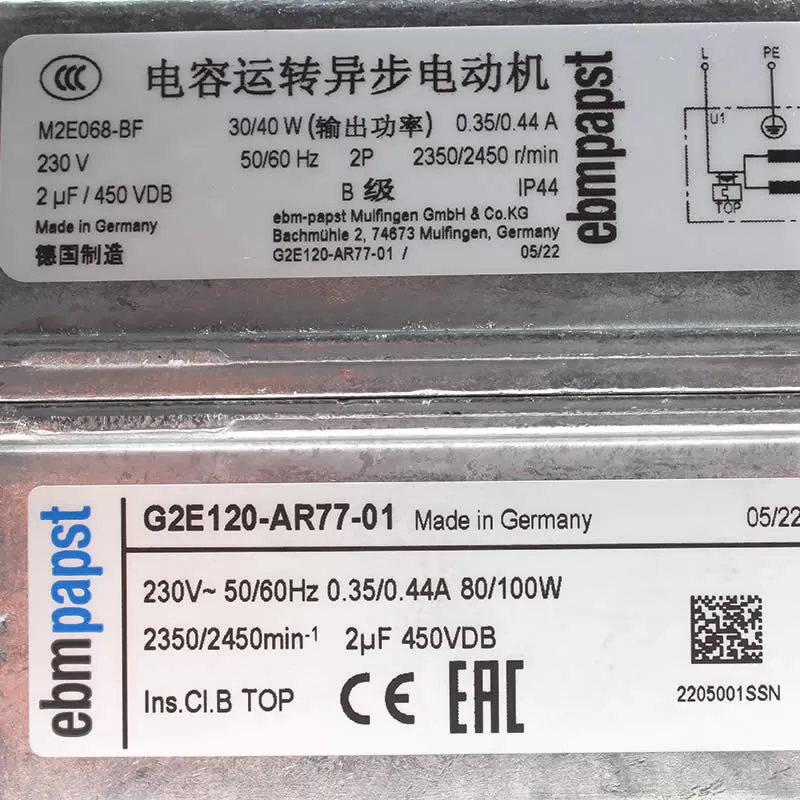 CCC 电容运转异步电动机
M2E068-BF 30/40 W (输出功率) 0.35/0.44 A
230 V 50/60 Hz 2P 2350/2450 r/min
2 µF / 450 VDB B 级 IP44
Made in Germany ebm-papst Mulfingen GmbH & Co.KG
Bachmühle 2, 74673 Mulfingen, Germany
德国制造 G2E120-AR77-01 / 05/22
ebmpapst
L PE
U1
TOP
ebmpapst
G2E120-AR77-01 Made in Germany 05/22
230V~ 50/60Hz 0.35/0.44A 80/100W
2350/2450min-1 2µF 450VDB
Ins.Cl.B TOP CE EAC
2205001SSN